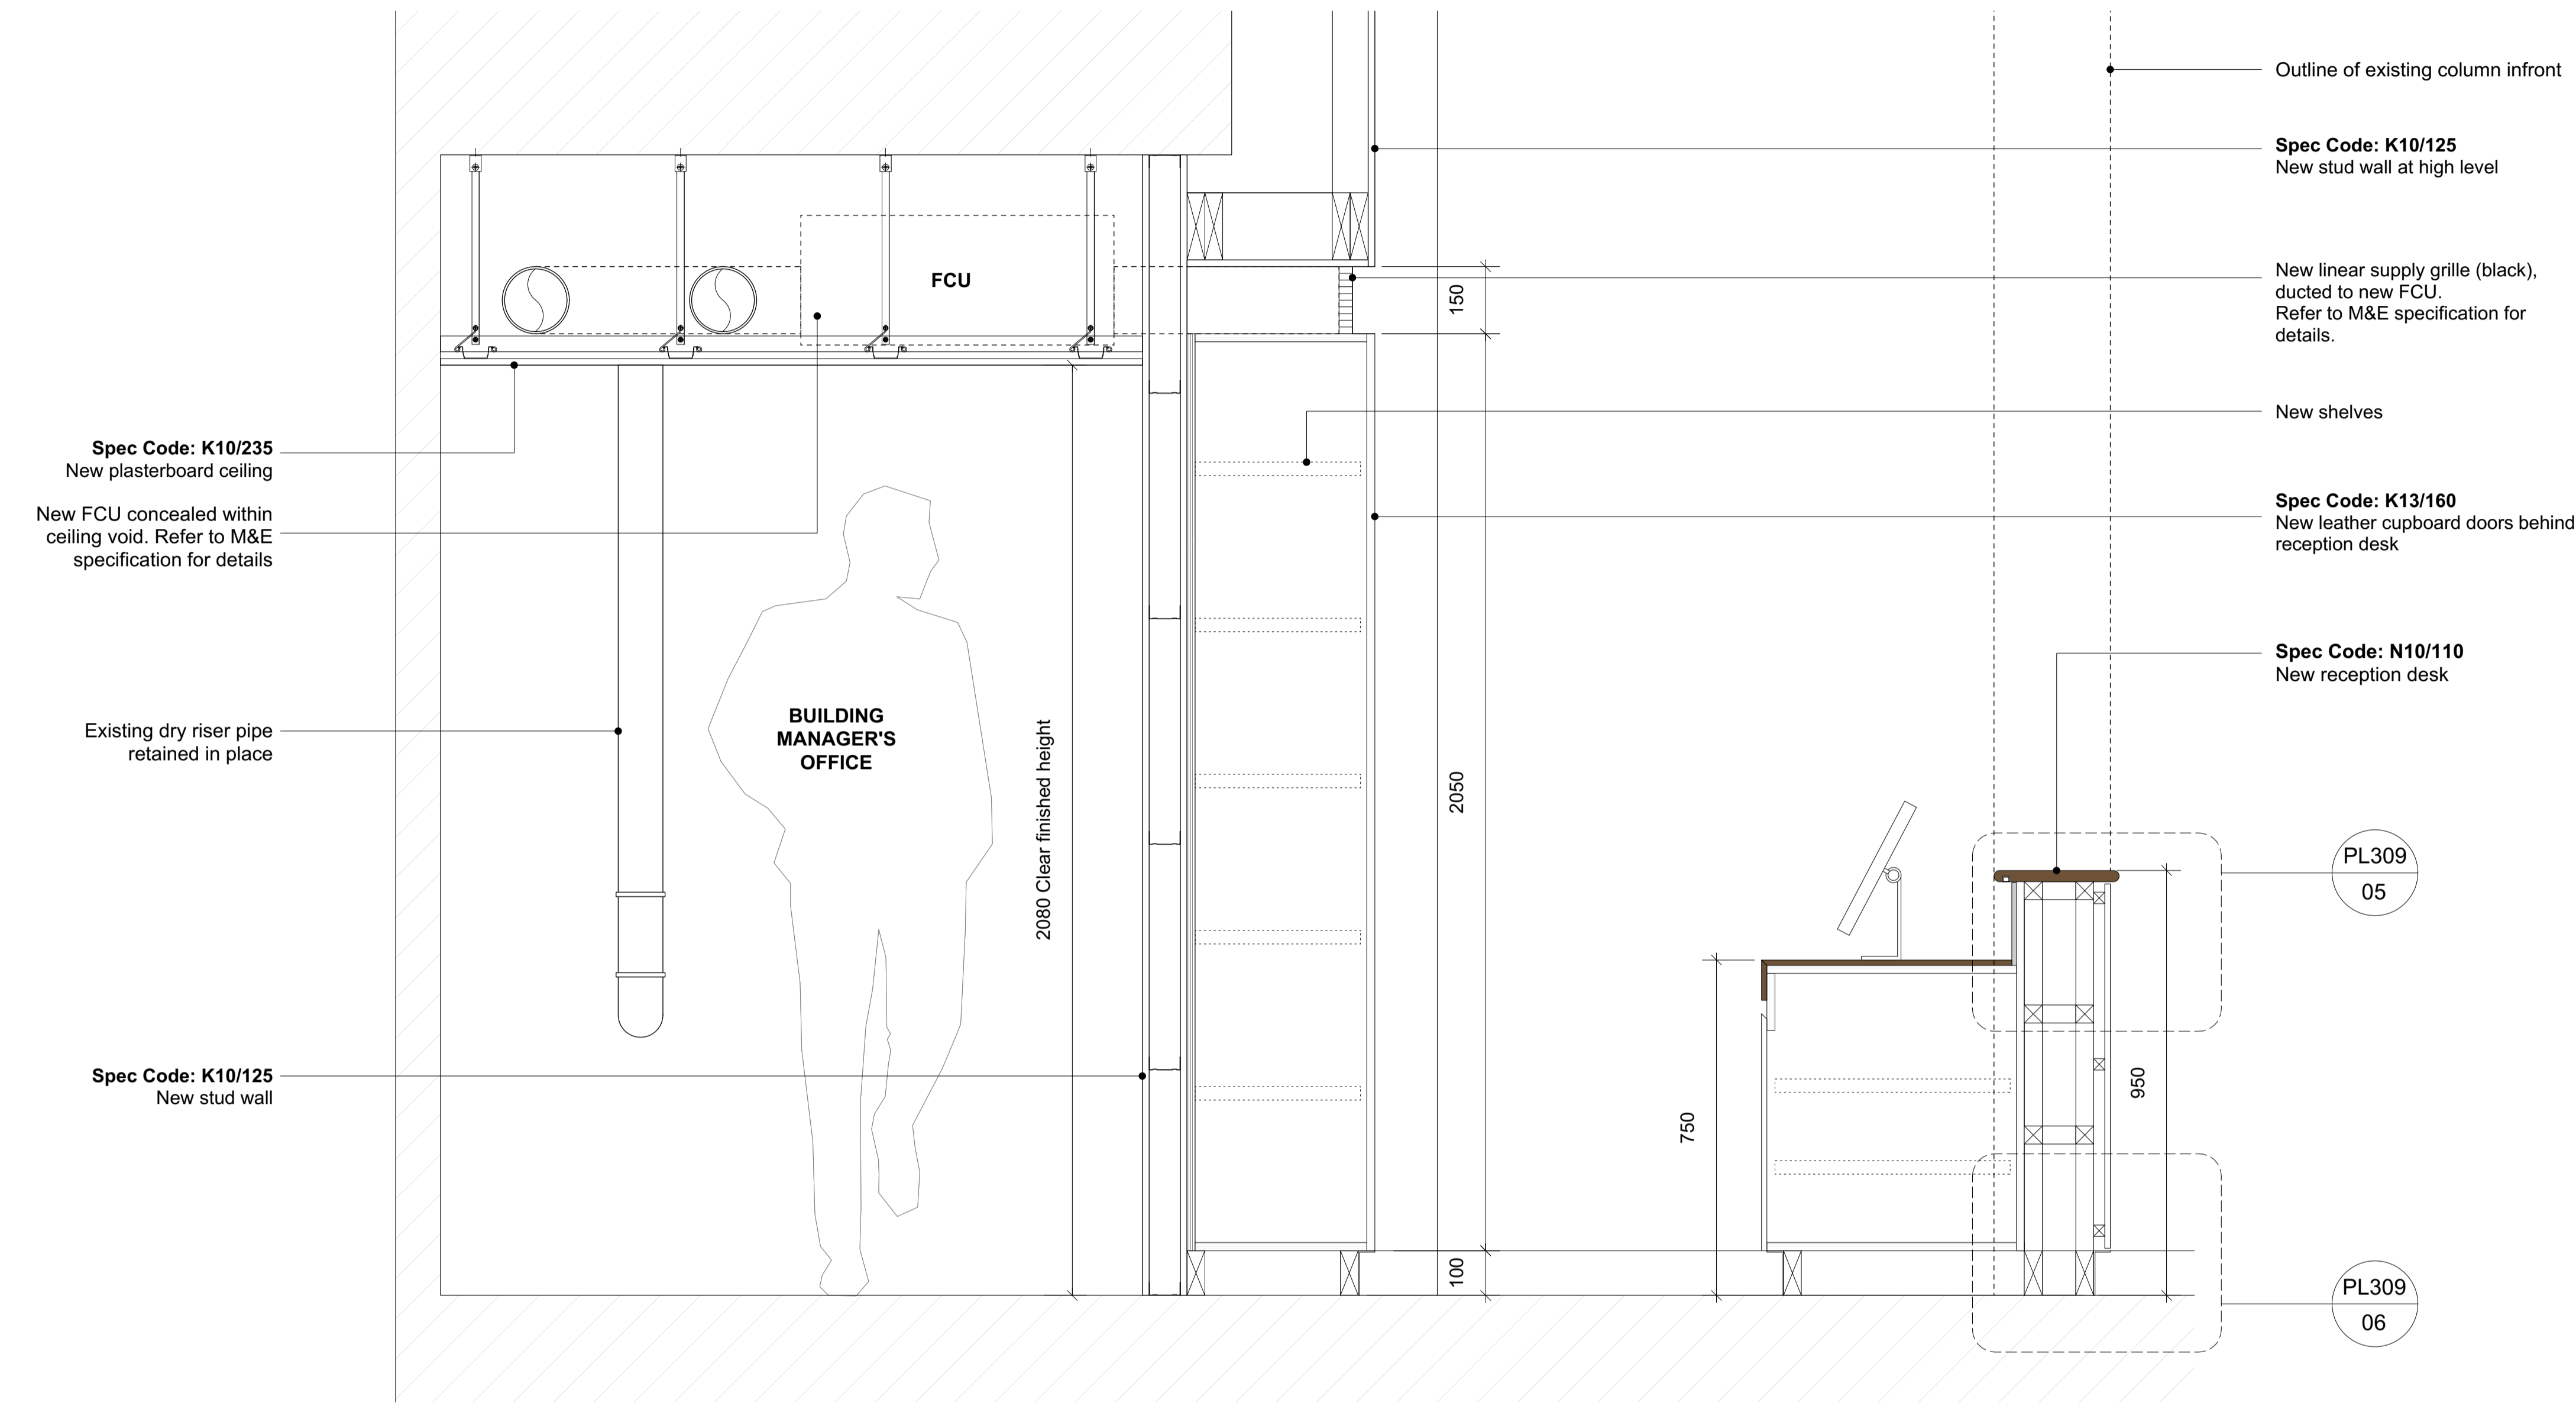 Outline of existing column infront
Spec Code: K10/125
New stud wall at high level
FCU
New linear supply grille (black),
ducted to new FCU.
Refer to M&E specification for
details.
150
New shelves
Spec Code: K10/235
New plasterboard ceiling
New FCU concealed within
ceiling void. Refer to M&E
specification for details
Spec Code: K13/160
New leather cupboard doors behind
reception desk
Spec Code: N10/110
New reception desk
Existing dry riser pipe
retained in place
BUILDING
MANAGER'S
OFFICE
2080 Clear finished height
2050
PL309
05
Spec Code: K10/125
New stud wall
750
950
100
PL309
06